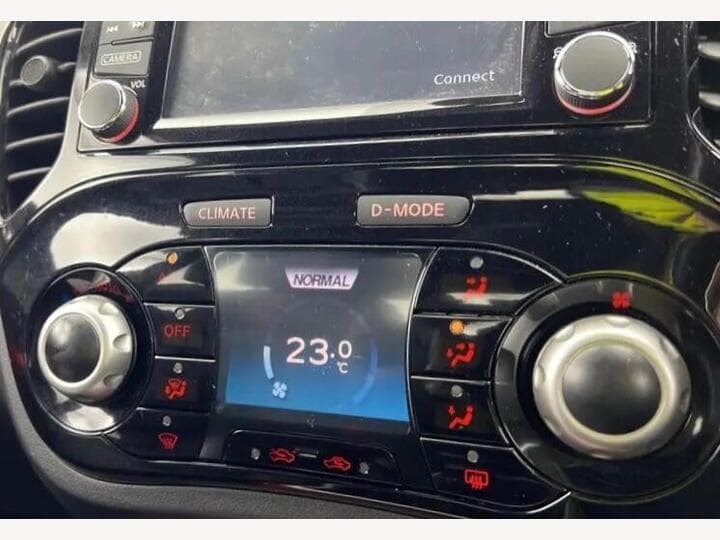 CAMERA
VOL
Connect
CLIMATE
D-MODE
NORMAL
OFF
23.0
°C